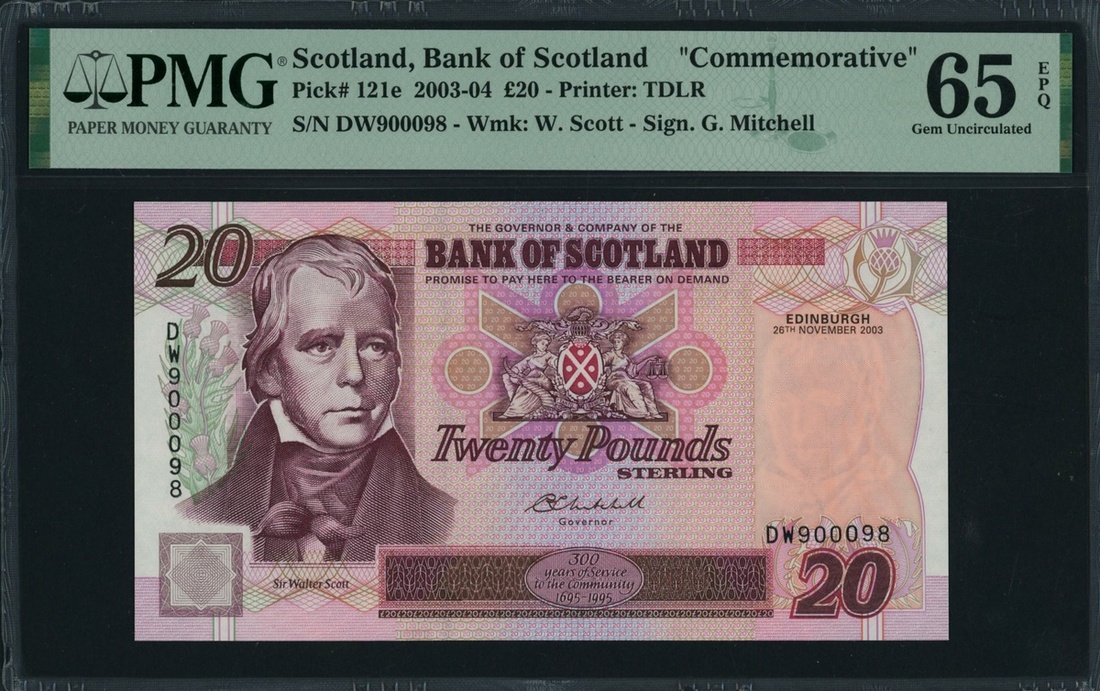 PMG®
PAPER MONEY GUARANTY
Scotland, Bank of Scotland "Commemorative"
Pick# 121e 2003-04 £20 - Printer: TDLR
S/N DW900098 - Wmk: W. Scott - Sign. G. Mitchell
65
EPQ
Gem Uncirculated
20
THE GOVERNOR & COMPANY OF THE
BANK OF SCOTLAND
PROMISE TO PAY HERE TO THE BEARER ON DEMAND
EDINBURGH
26TH NOVEMBER 2003
DW900098
Twenty Pounds
STERLING
Governor
DW900098
20
Sir Walter Scott
300
years of Service
to the Community
1695-1995